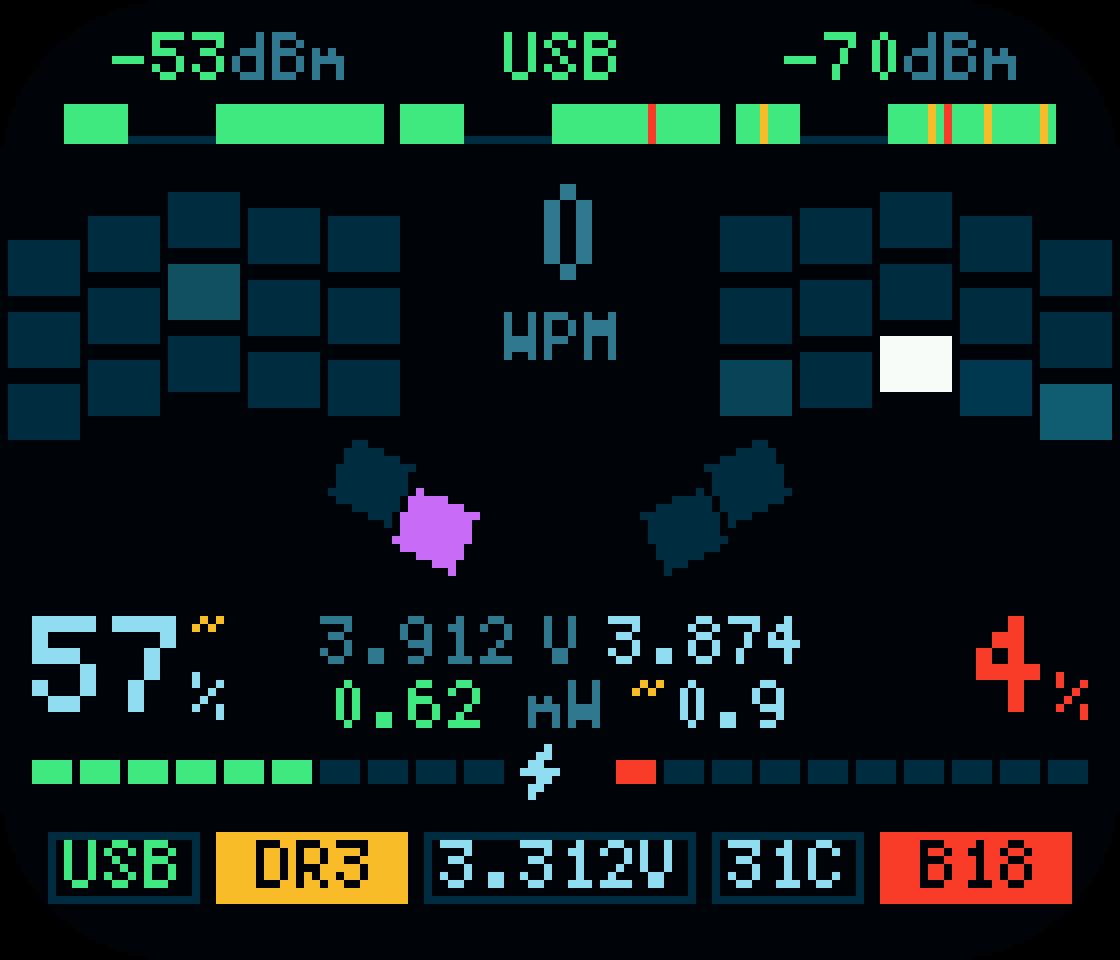 -53dBm USB -70dBm
0
WPM
57~% 3.912 V 3.874 4%
0.62 mW ~0.9
USB DR3 3.312V 31C B18